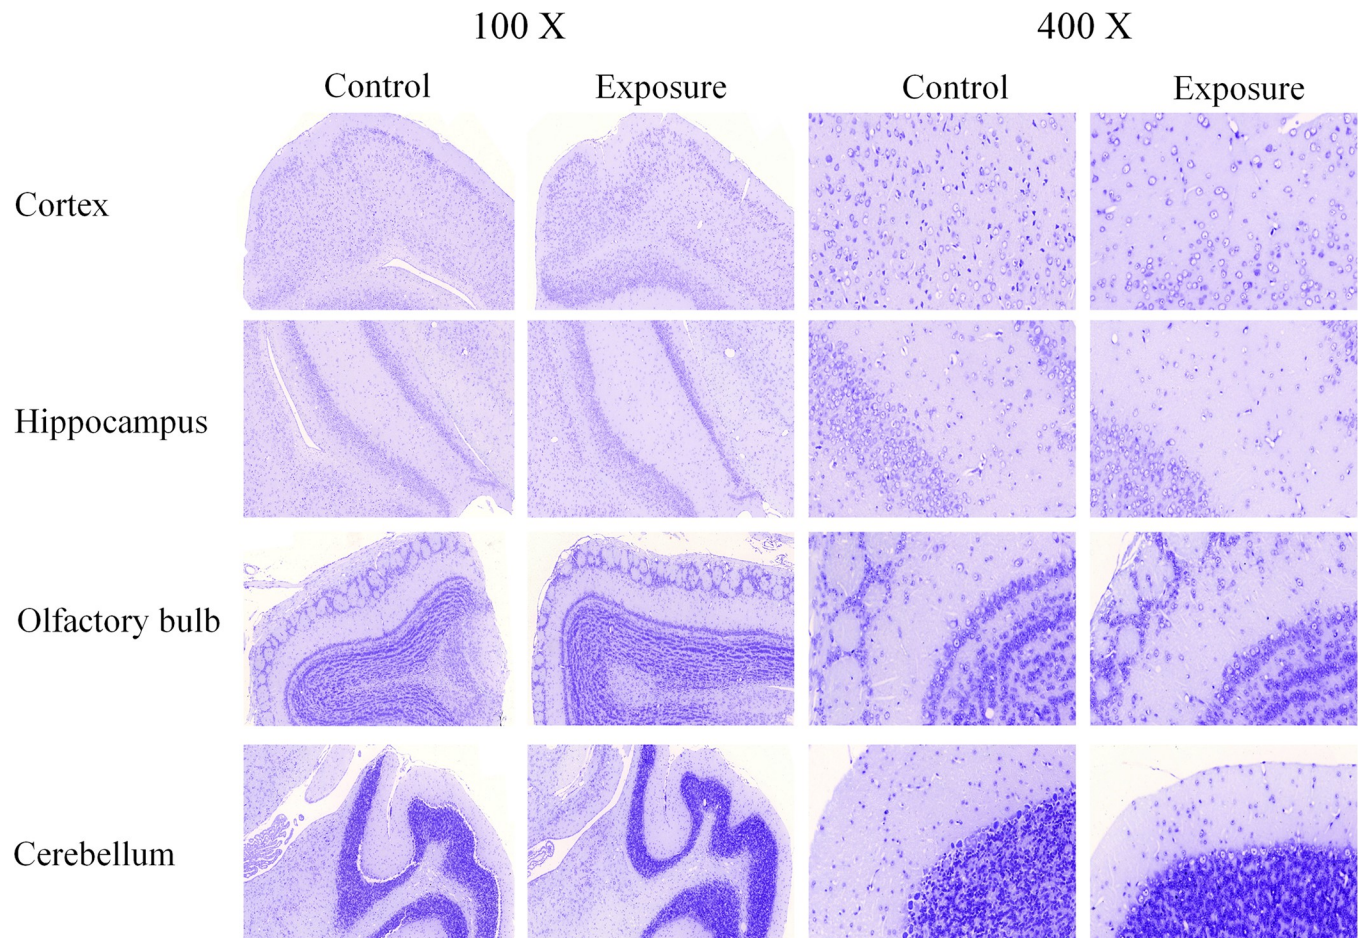 100 X 400 X
Control Exposure Control Exposure
Cortex
Hippocampus
Olfactory bulb
Cerebellum